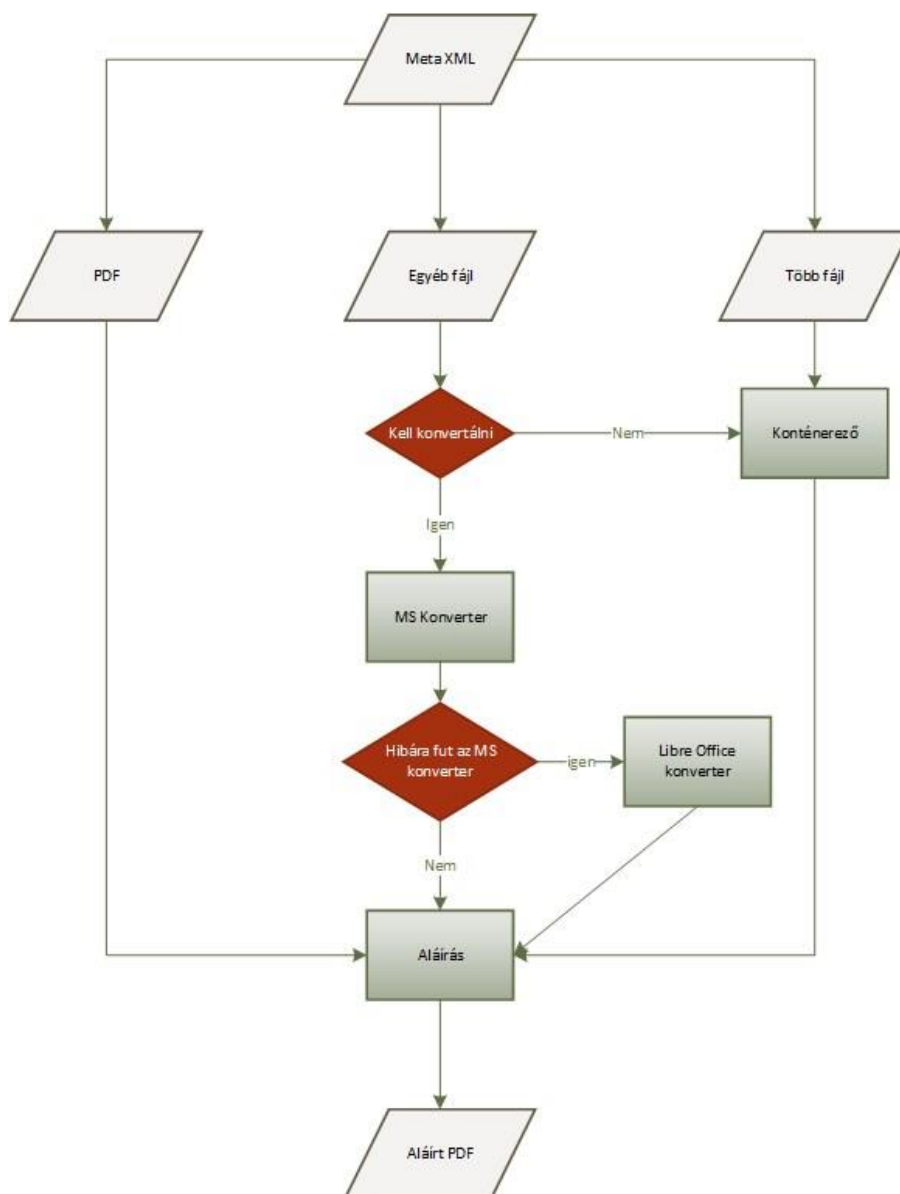 Meta XML
PDF
Egyéb fájl
Több fájl
Kell konvertálni
Nem
Konténerező
Igen
MS Konverter
Hibára fut az MS
konverter
igen
Libre Office
konverter
Nem
Aláírás
Aláírt PDF